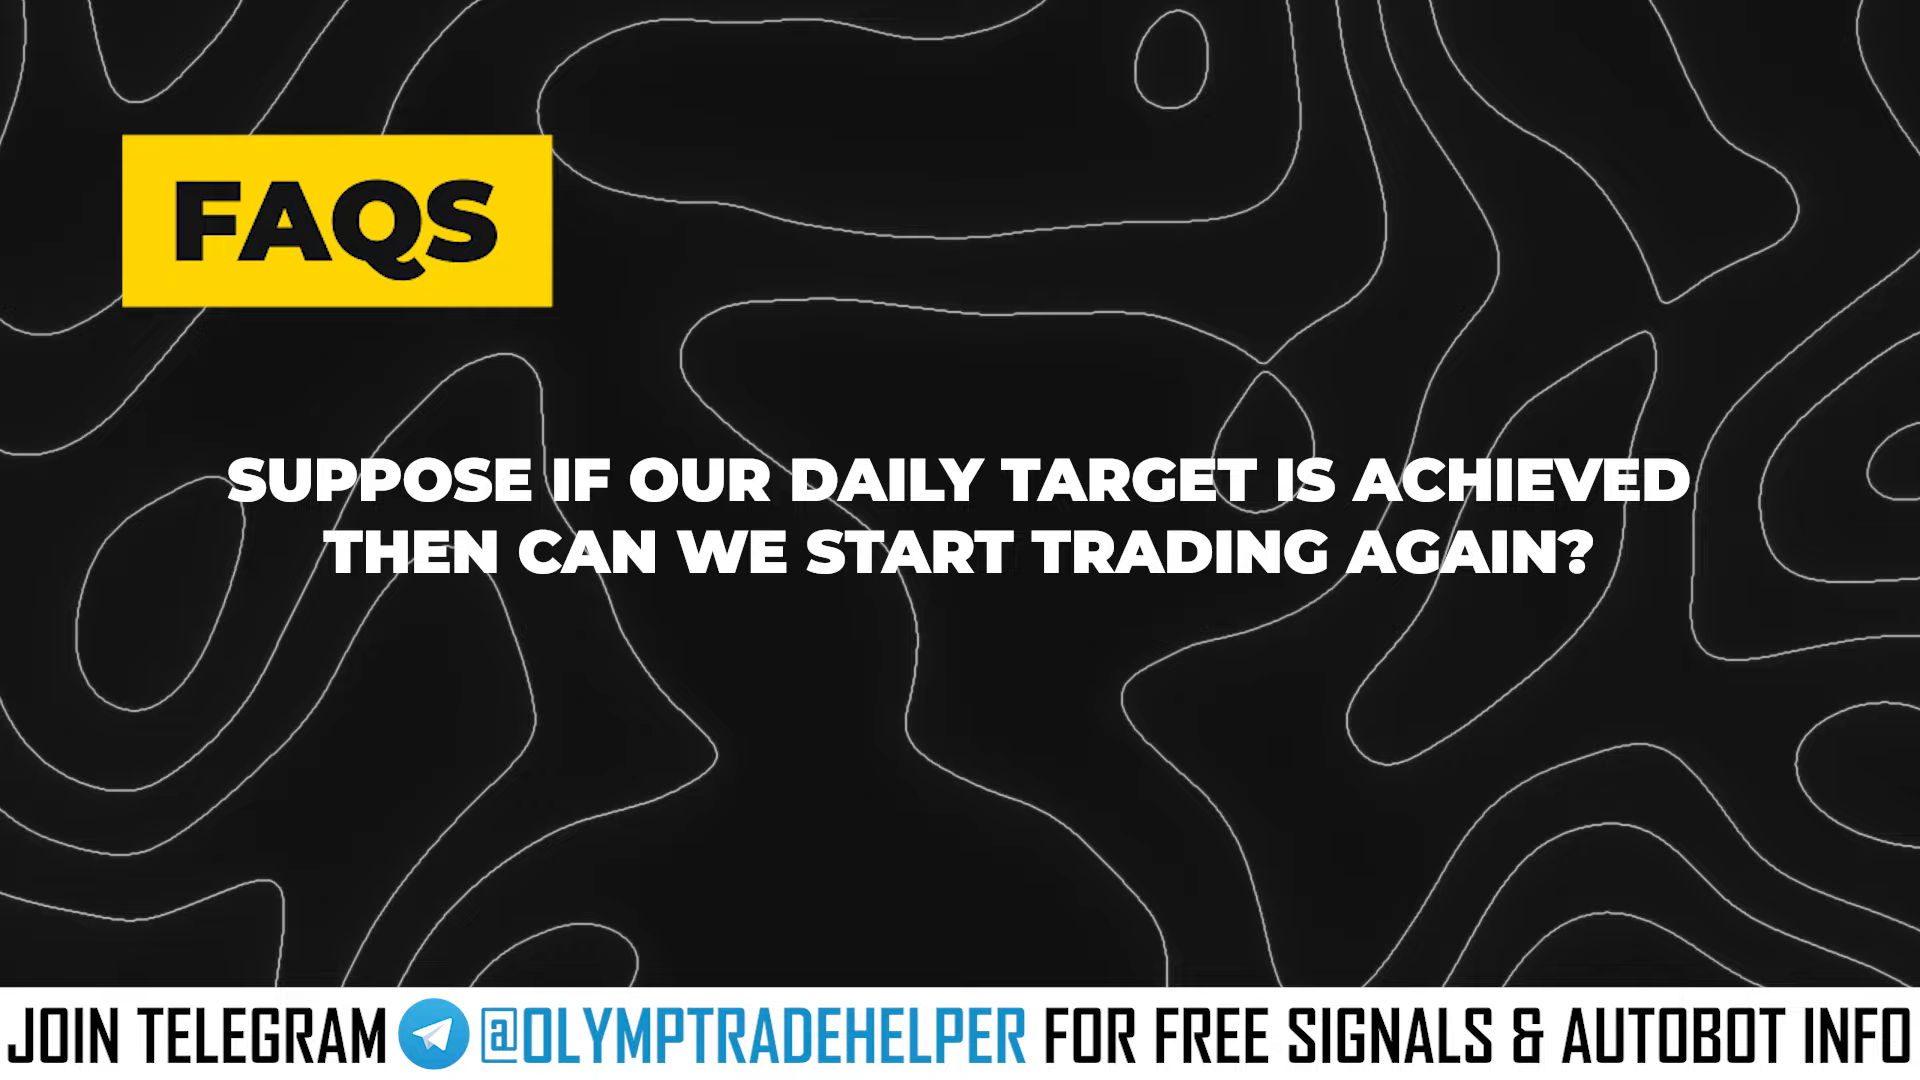 FAQS
SUPPOSE IF OUR DAILY TARGET IS ACHIEVED
THEN CAN WE START TRADING AGAIN?
JOIN TELEGRAM @OLYMPTRADEHELPER FOR FREE SIGNALS & AUTOBOT INFO